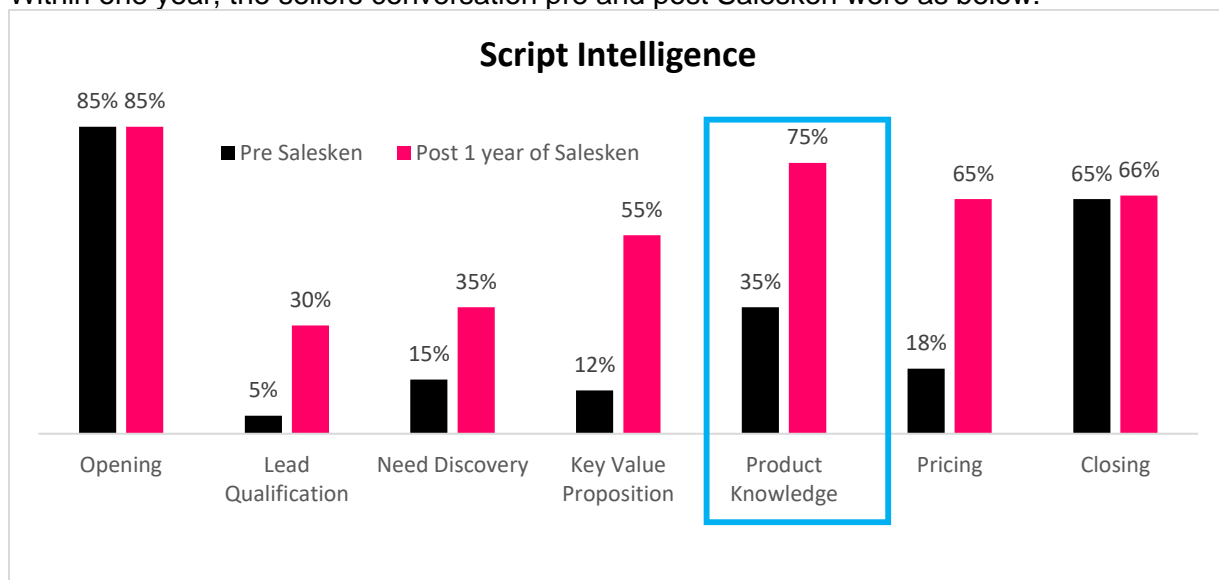 Within one year, the sellers conversation pre and post Salesken were as below:
Script Intelligence
85% 85%
Pre Salesken Post 1 year of Salesken
75%
65%
65% 66%
55%
35%
30%
35%
15%
18%
12%
5%
Opening
Lead
Qualification
Need Discovery
Key Value
Proposition
Product
Knowledge
Pricing
Closing